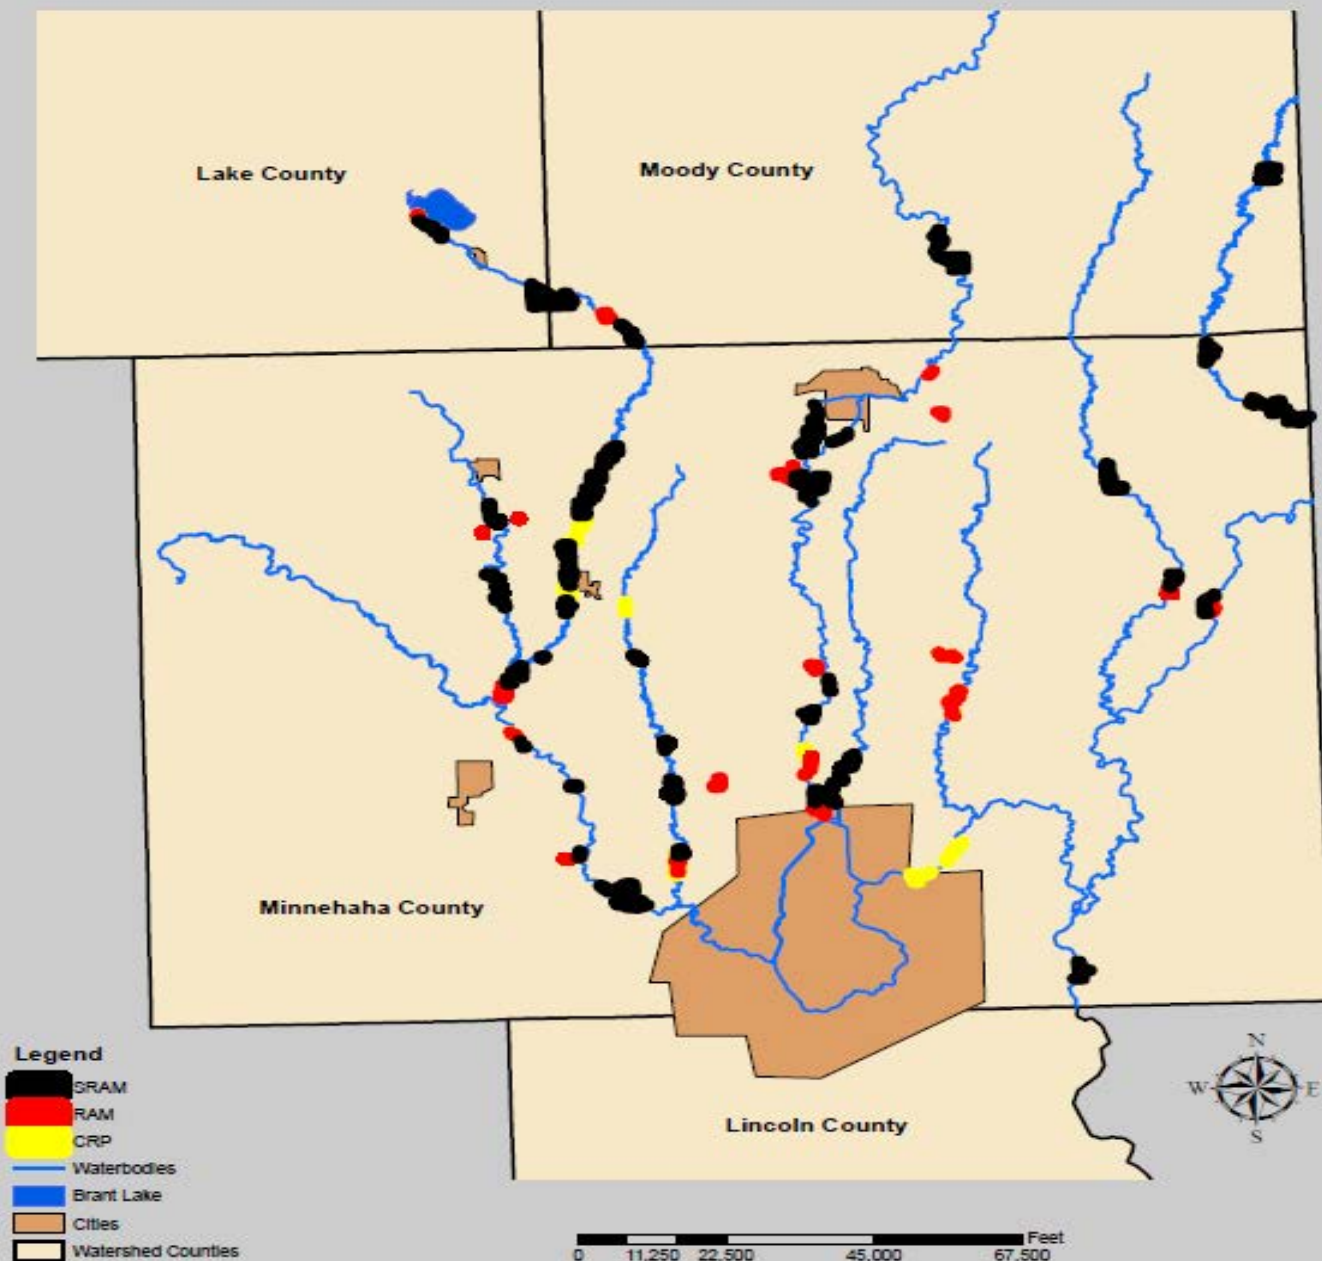 Lake County
Moody County
Minnehaha County
Lincoln County
Legend
SRAM
RAM
CRP
Waterbodies
Brant Lake
Cities
Watershed Counties
N
W E
S
Feet
0 11,250 22,500 45,000 67,500